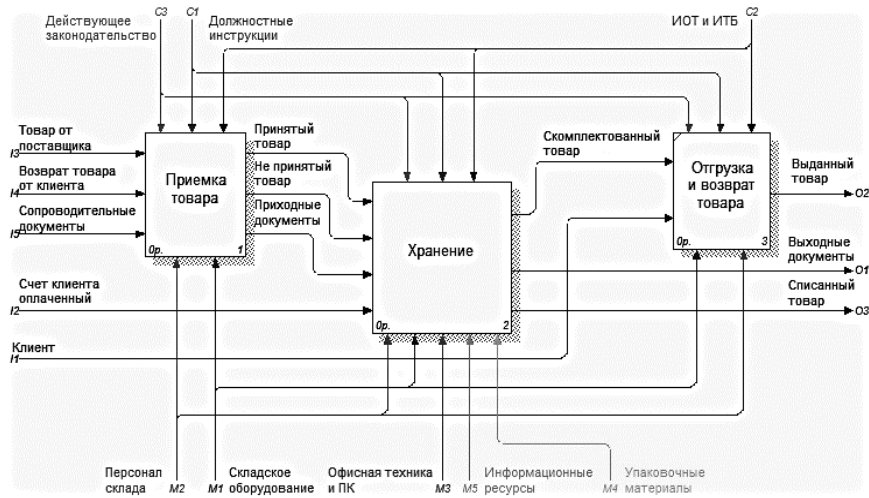 Действующее
законодательство
C3
C1
Должностные
инструкции
ИОТ и ИТБ
C2
Товар от
поставщика
I3
Возврат товара
от клиента
I4
Сопроводительные
документы
I5
Приемка
товара
0р.
1
Принятый
товар
Не принятый
товар
Приходные
документы
Хранение
0р.
2
Скомплектованный
товар
Отгрузка
и возврат
товара
0р.
3
Выданный
товар
O2
Выходные
документы
O1
Списанный
товар
O3
Счет клиента
оплаченный
I2
Клиент
I1
Персонал
склада
M2
M1
Складское
оборудование
Офисная техника
и ПК
M3
M5
Информационные
ресурсы
M4
Упаковочные
материалы